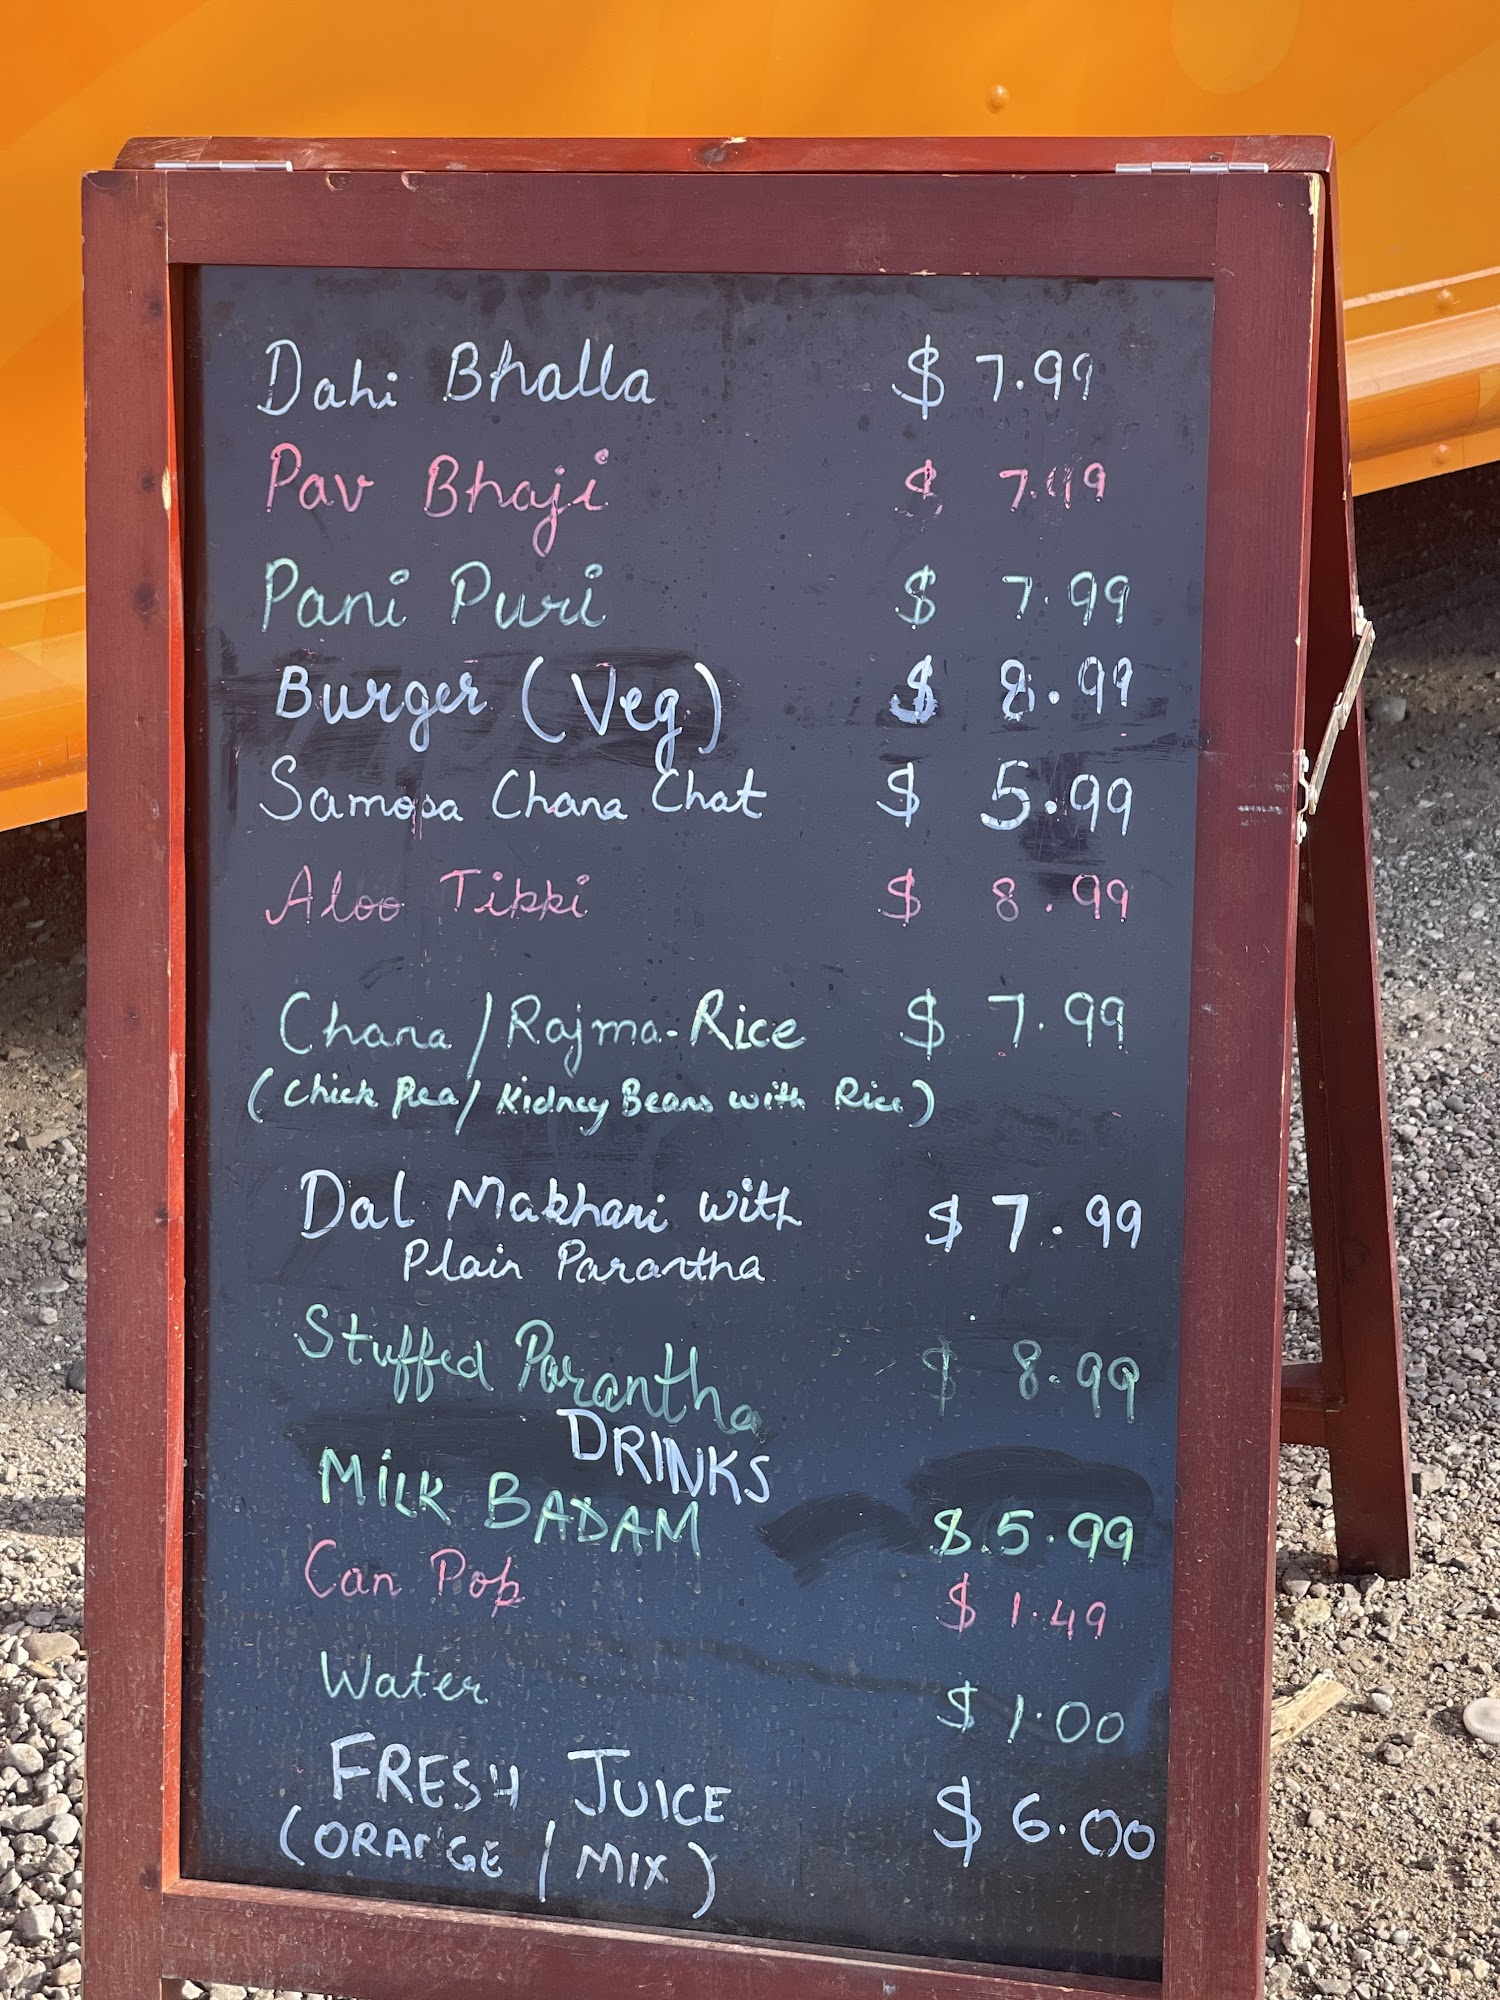 Dahi Bhalla $ 7.99
Pav Bhaji $ 7.99
Pani Puri $ 7.99
Burger (Veg) $ 8.99
Samosa Chana Chat $ 5.99
Aloo Tikki $ 8.99
Chana / Rajma-Rice $ 7.99
(Chick Pea / Kidney Beans with Rice)
Dal Makhani with $ 7.99
Plain Parantha
Stuffed Parantha $ 8.99
DRINKS
MILK BADAM $ 5.99
Can Pop $ 1.49
Water $ 1.00
FRESH JUICE $ 6.00
(ORANGE / MIX)